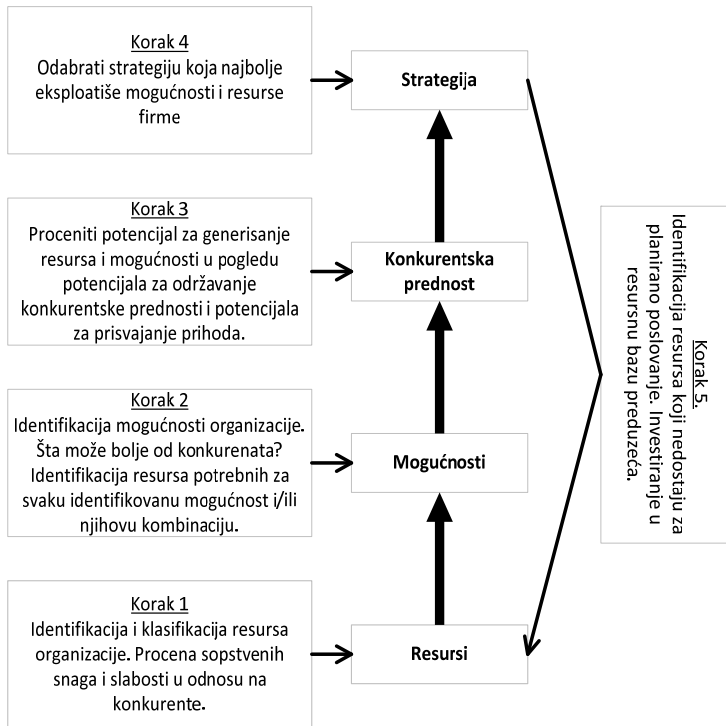 Korak 4
Odabrati strategiju koja najbolje
eksploatiše mogućnosti i resurse
firme
Strategija
Korak 3
Proceniti potencijal za generisanje
resursa i mogućnosti u pogledu
potencijala za održavanje
konkurentske prednosti i potencijala
za prisvajanje prihoda.
Konkurentska
prednost
Korak 2
Identifikacija mogućnosti organizacije.
Šta može bolje od konkurenata?
Identifikacija resursa potrebnih za
svaku identifikovanu mogućnost i/ili
njihovu kombinaciju.
Mogućnosti
Korak 1
Identifikacija i klasifikacija resursa
organizacije. Procena sopstvenih
snaga i slabosti u odnosu na
konkurente.
Resursi
Korak 5.
Identifikacija resursa koji nedostaju za
planirano poslovanje. Investiranje u
resursnu bazu preduzeća.